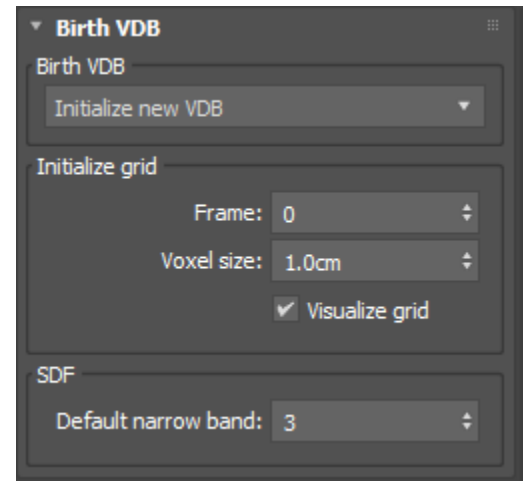 Birth VDB
Birth VDB
Initialize new VDB
Initialize grid
Frame: 0
Voxel size: 1.0cm
Visualize grid
SDF
Default narrow band: 3